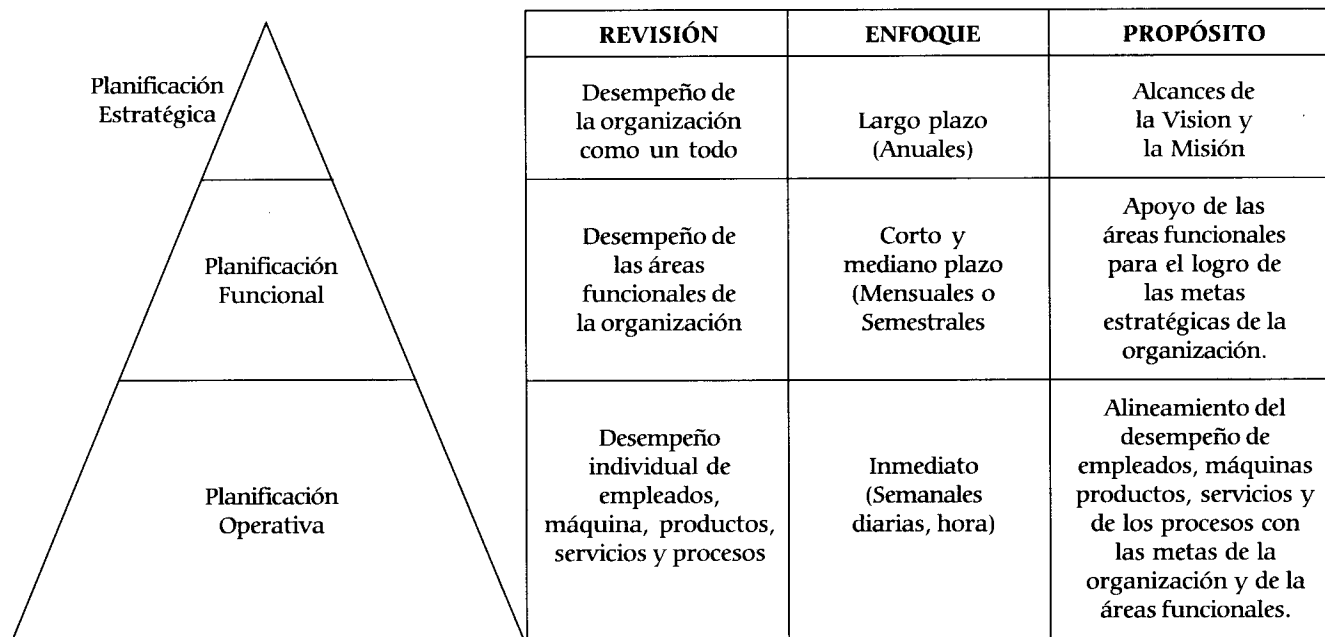 Planificación
Estratégica
Planificación
Funcional
Planificación
Operativa
REVISIÓN
ENFOQUE
PROPÓSITO
Desempeño de
la organización
como un todo
Largo plazo
(Anuales)
Alcances de
la Vision y
la Misión
Desempeño de
las áreas
funcionales de
la organización
Corto y
mediano plazo
(Mensuales o
Semestrales
Apoyo de las
áreas funcionales
para el logro de
las metas
estratégicas de la
organización.
Desempeño
individual de
empleados,
máquina, productos,
servicios y procesos
Inmediato
(Semanales
diarias, hora)
Alineamiento del
desempeño de
empleados, máquinas
productos, servicios y
de los procesos con
las metas de la
organización y de la
áreas funcionales.